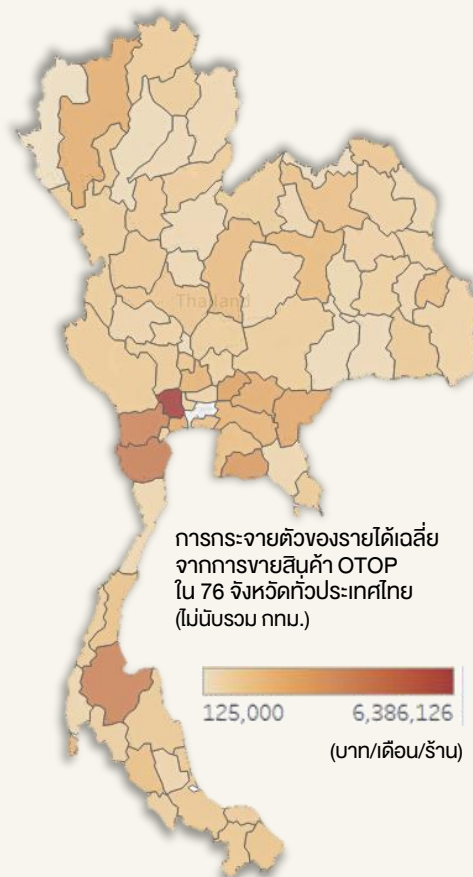 Thailand
การกระจายตัวของรายได้เฉลี่ย
จากการขายสินค้า OTOP
ใน 76 จังหวัดทั่วประเทศไทย
(ไม่นับรวม กทม.)
125,000 6,386,126
(บาท/เดือน/ร้าน)